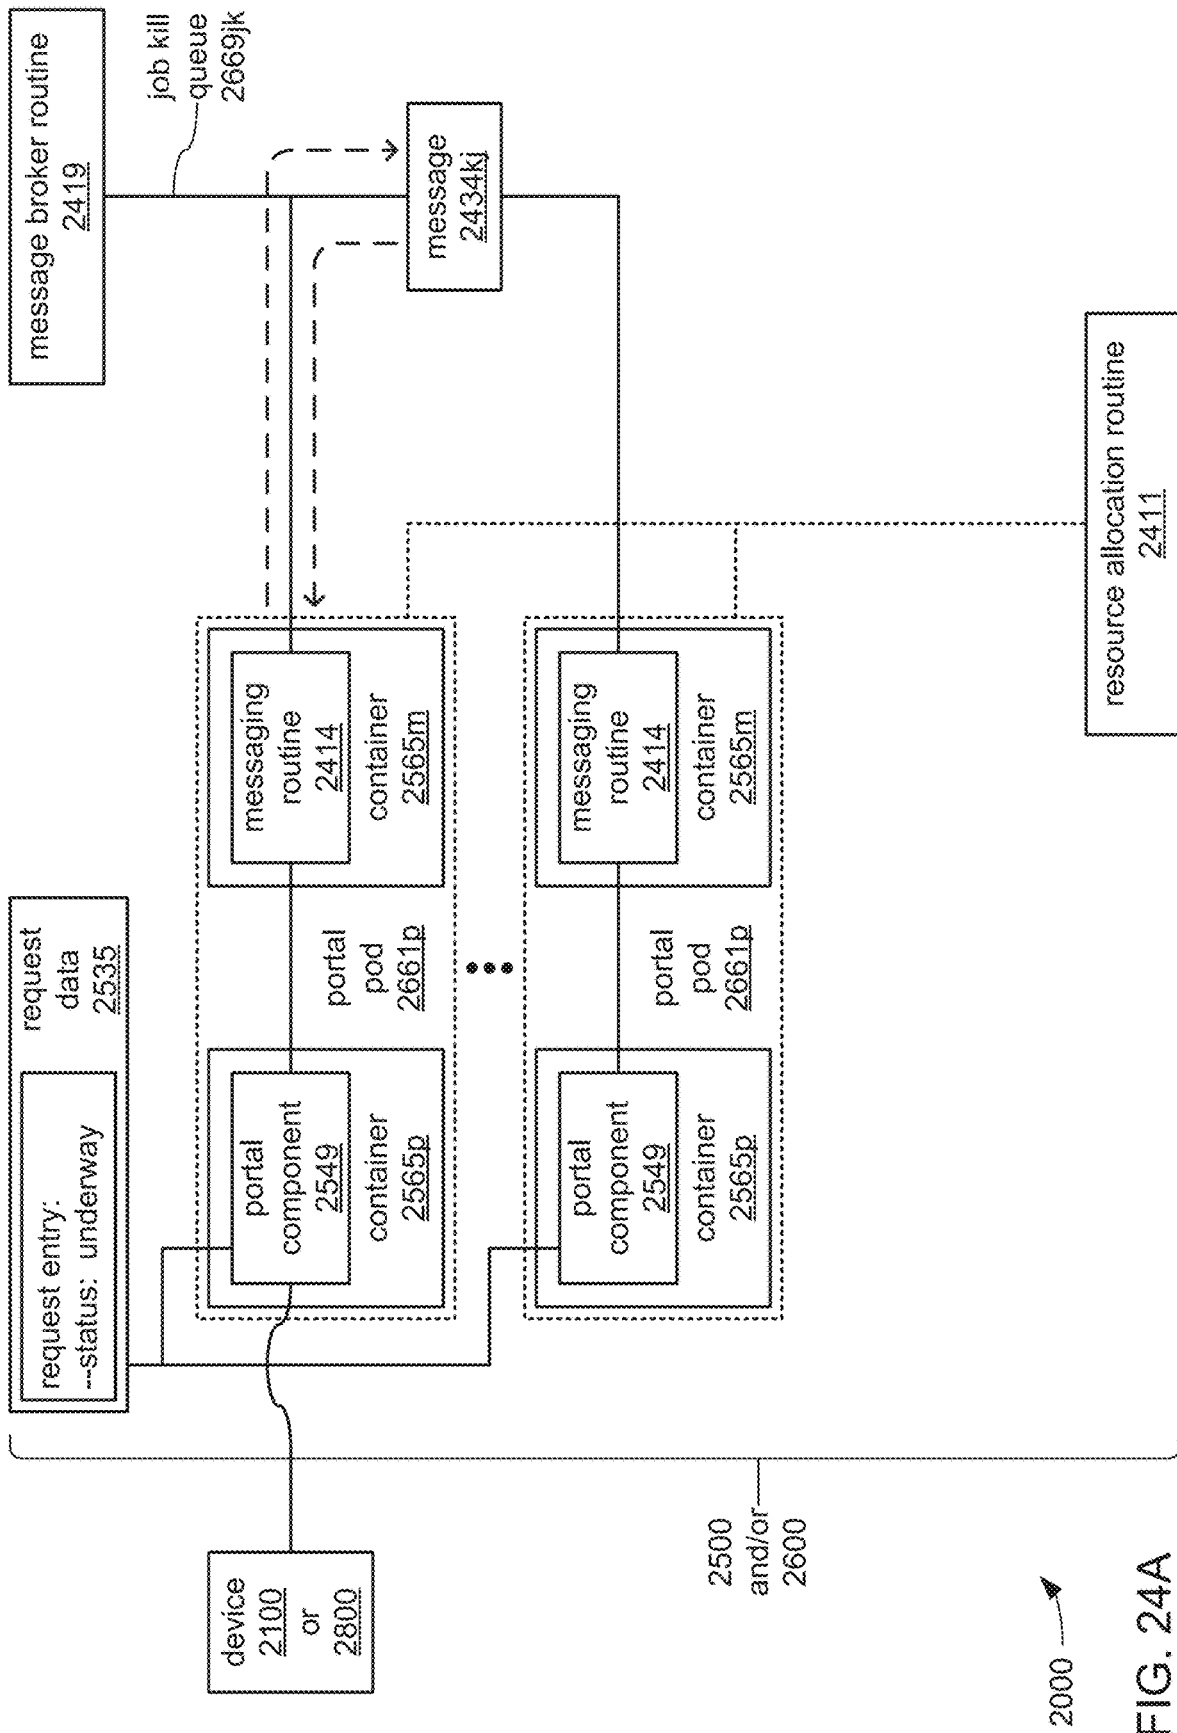 message broker routine
2419
job kill
queue
2669jk
request entry:
--status: underway
request
data
2535
device
2100
or
2800
portal
component
2549
container
2565p
portal
pod
2661p
messaging
routine
2414
container
2565m
message
2434kj
portal
component
2549
container
2565p
portal
pod
2661p
messaging
routine
2414
container
2565m
2500
and/or
2600
resource allocation routine
2411
2000
FIG. 24A